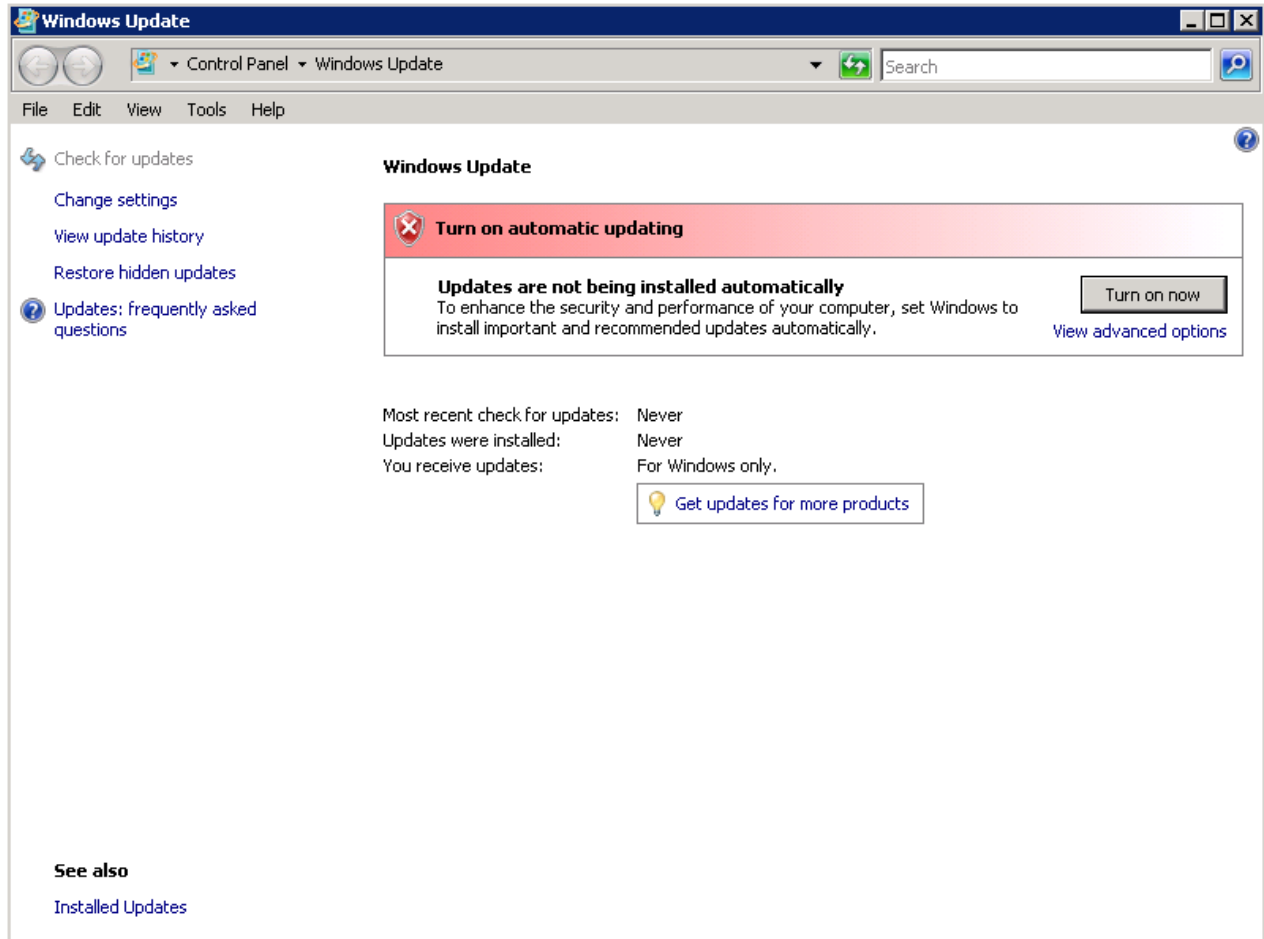 Windows Update
Control Panel Windows Update
Search
File Edit View Tools Help
Check for updates
Change settings
View update history
Restore hidden updates
Updates: frequently asked
questions
Windows Update
Turn on automatic updating
Updates are not being installed automatically
To enhance the security and performance of your computer, set Windows to
install important and recommended updates automatically.
Turn on now
View advanced options
Most recent check for updates: Never
Updates were installed: Never
You receive updates: For Windows only.
Get updates for more products
See also
Installed Updates